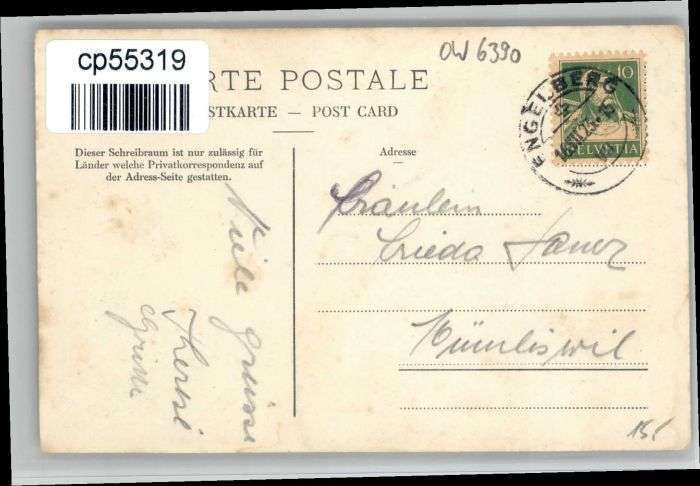 cp55319
OW 6390
RTE POSTALE
STKARTE — POST CARD
Dieser Schreibraum ist nur zulässig für
Länder welche Privatkorrespondenz auf
der Adress-Seite gestatten.
Adresse
ENGELBERG
10
HELVETIA
Fräulein
Frieda
Mümliswil
Viele Grüsse